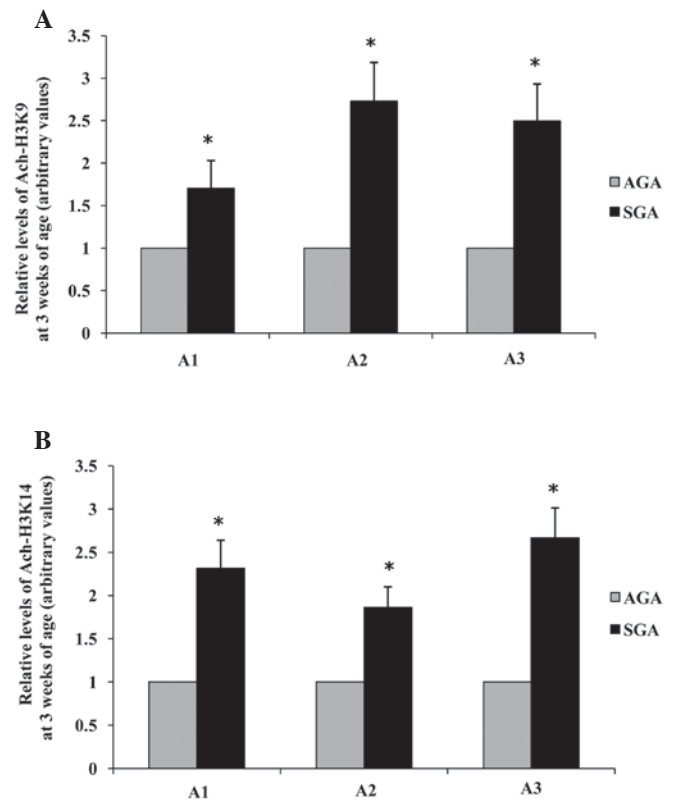 A
Relative levels of Ach-H3K9
at 3 weeks of age (arbitrary values)
3.5
3
2.5
2
1.5
1
0.5
0
*
*
*
A1
A2
A3
AGA
SGA
B
Relative levels of Ach-H3K14
at 3 weeks of age (arbitrary values)
3.5
3
2.5
2
1.5
1
0.5
0
*
*
*
A1
A2
A3
AGA
SGA